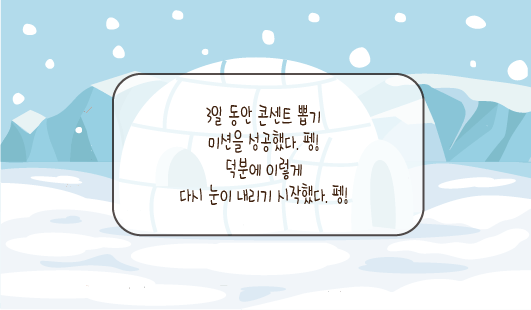 3일 동안 콘센트 뽑기
미션을 성공했다. 펭!
덕분에 이렇게
다시 눈이 내리기 시작했다. 펭!